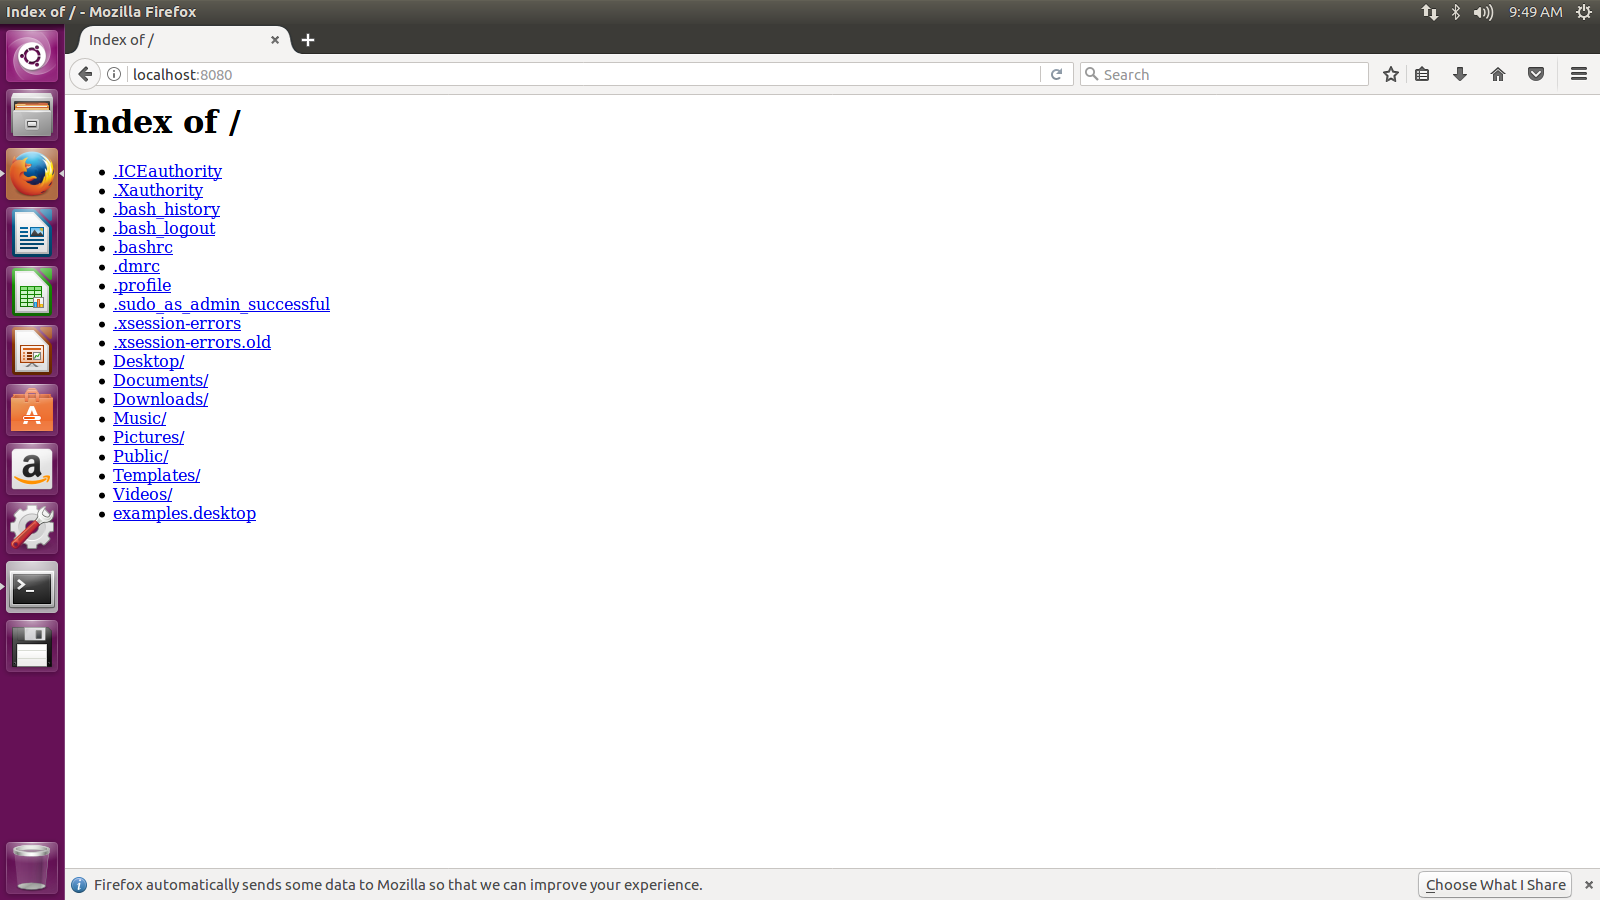 Index of / - Mozilla Firefox
9:49 AM
Index of /
localhost:8080
Search
Index of /
.ICEauthority
.Xauthority
.bash_history
.bash_logout
.bashrc
.dmrc
.profile
.sudo_as_admin_successful
.xsession-errors
.xsession-errors.old
Desktop/
Documents/
Downloads/
Music/
Pictures/
Public/
Templates/
Videos/
examples.desktop
Firefox automatically sends some data to Mozilla so that we can improve your experience.
Choose What I Share